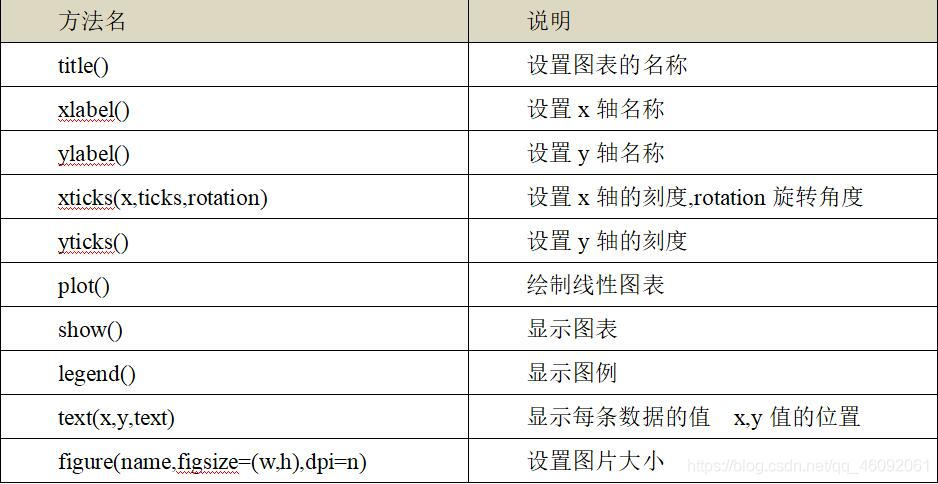 方法名 说明
title() 设置图表的名称
xlabel() 设置 x 轴名称
ylabel() 设置 y 轴名称
xticks(x,ticks,rotation) 设置 x 轴的刻度,rotation 旋转角度
yticks() 设置 y 轴的刻度
plot() 绘制线性图表
show() 显示图表
legend() 显示图例
text(x,y,text) 显示每条数据的值 x,y 值的位置
figure(name,figsize=(w,h),dpi=n) 设置图片大小
https://blog.csdn.net/qq_46092061